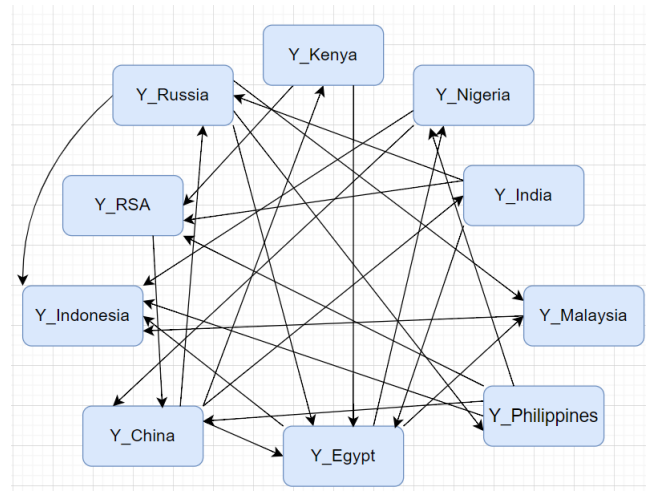 Y_Kenya
Y_Russia
Y_Nigeria
Y_RSA
Y_India
Y_Indonesia
Y_Malaysia
Y_China
Y_Philippines
Y_Egypt